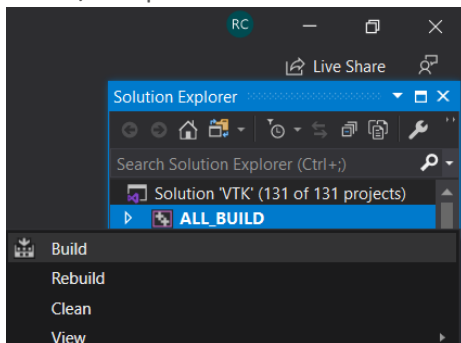 RC
Live Share
Solution Explorer
Search Solution Explorer (Ctrl+;)
Solution 'VTK' (131 of 131 projects)
ALL_BUILD
Build
Rebuild
Clean
View